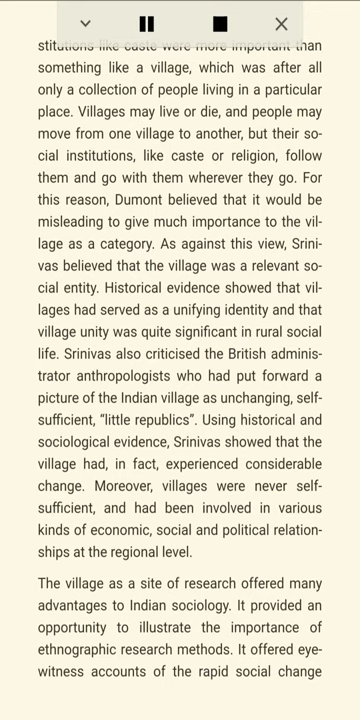 stitutions like caste were more important than
something like a village, which was after all
only a collection of people living in a particular
place. Villages may live or die, and people may
move from one village to another, but their so-
cial institutions, like caste or religion, follow
them and go with them wherever they go. For
this reason, Dumont believed that it would be
misleading to give much importance to the vil-
lage as a category. As against this view, Srini-
vas believed that the village was a relevant so-
cial entity. Historical evidence showed that vil-
lages had served as a unifying identity and that
village unity was quite significant in rural social
life. Srinivas also criticised the British adminis-
trator anthropologists who had put forward a
picture of the Indian village as unchanging, self-
sufficient, "little republics". Using historical and
sociological evidence, Srinivas showed that the
village had, in fact, experienced considerable
change. Moreover, villages were never self-
sufficient, and had been involved in various
kinds of economic, social and political relation-
ships at the regional level.
The village as a site of research offered many
advantages to Indian sociology. It provided an
opportunity to illustrate the importance of
ethnographic research methods. It offered eye-
witness accounts of the rapid social change